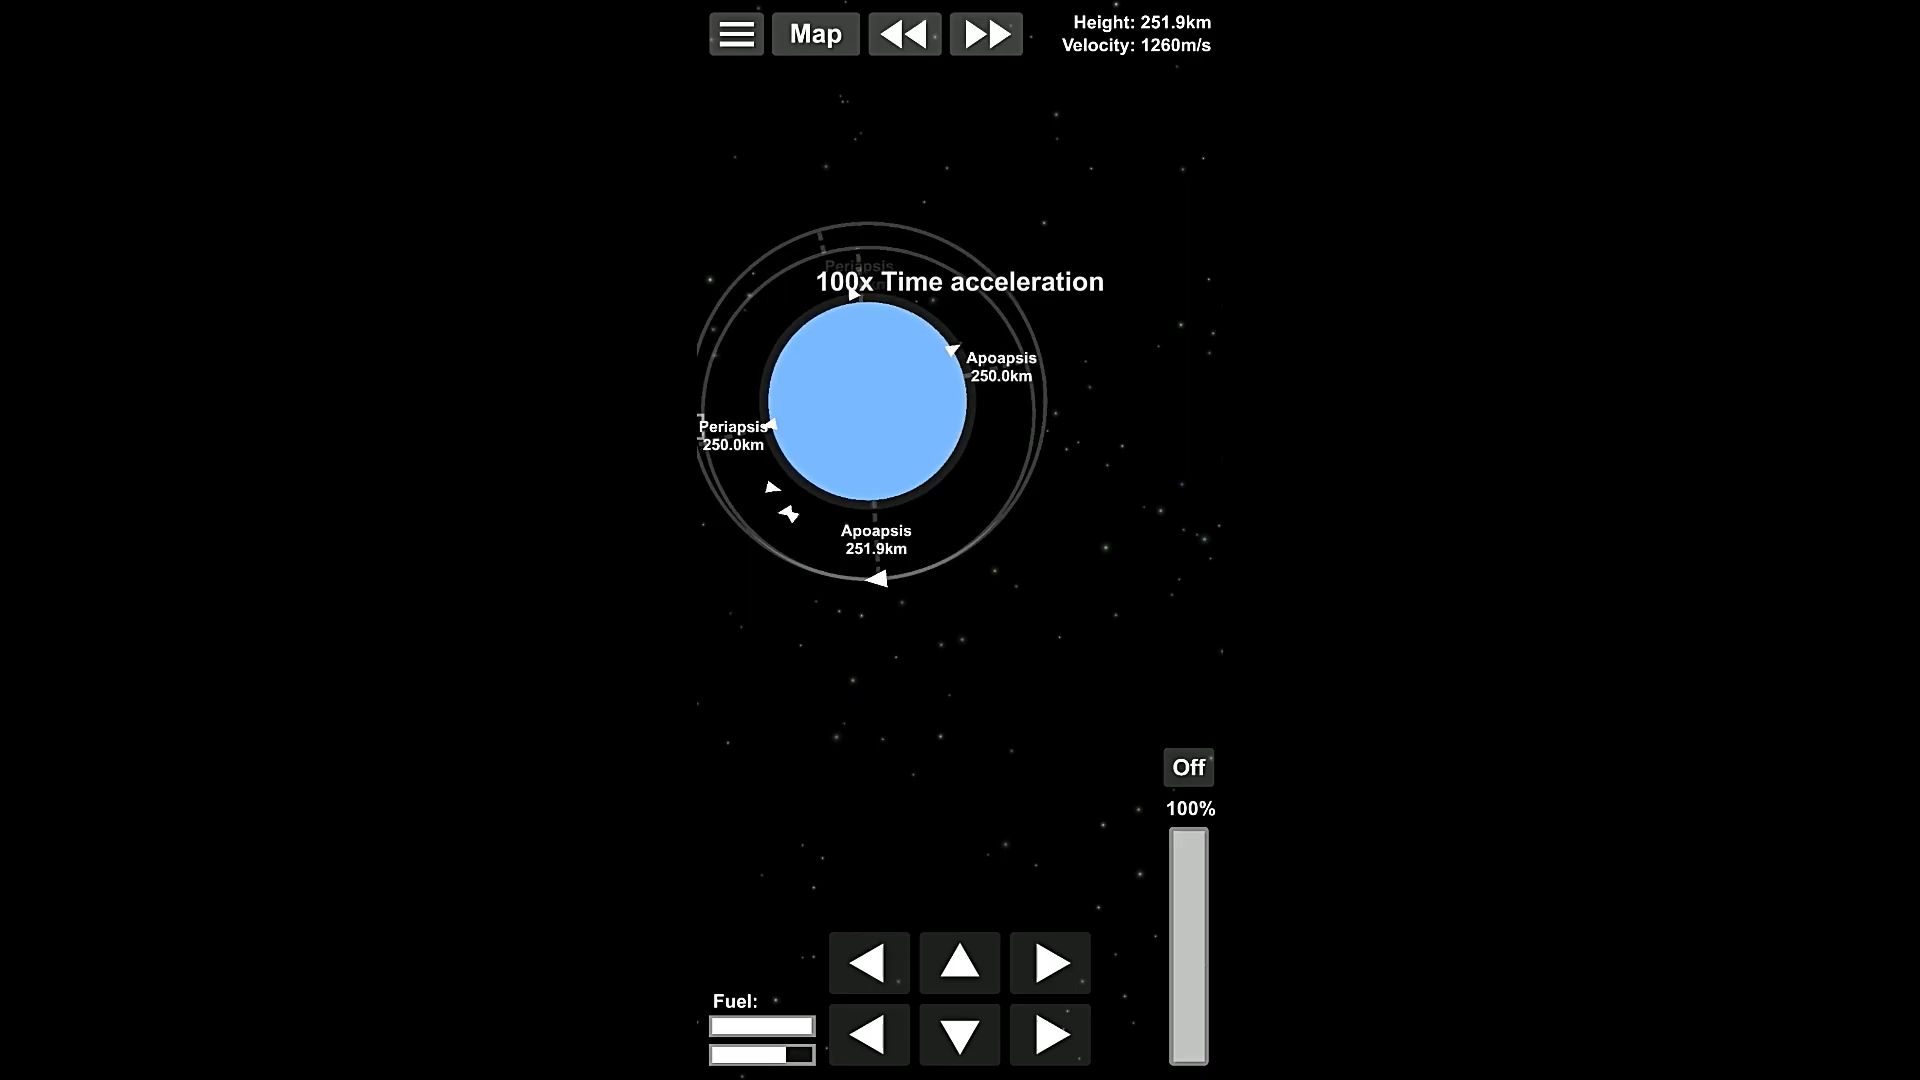 Map
Height: 251.9km
Velocity: 1260m/s
Periapsis
100x Time acceleration
Apoapsis
250.0km
Periapsis
250.0km
Apoapsis
251.9km
Off
100%
Fuel: